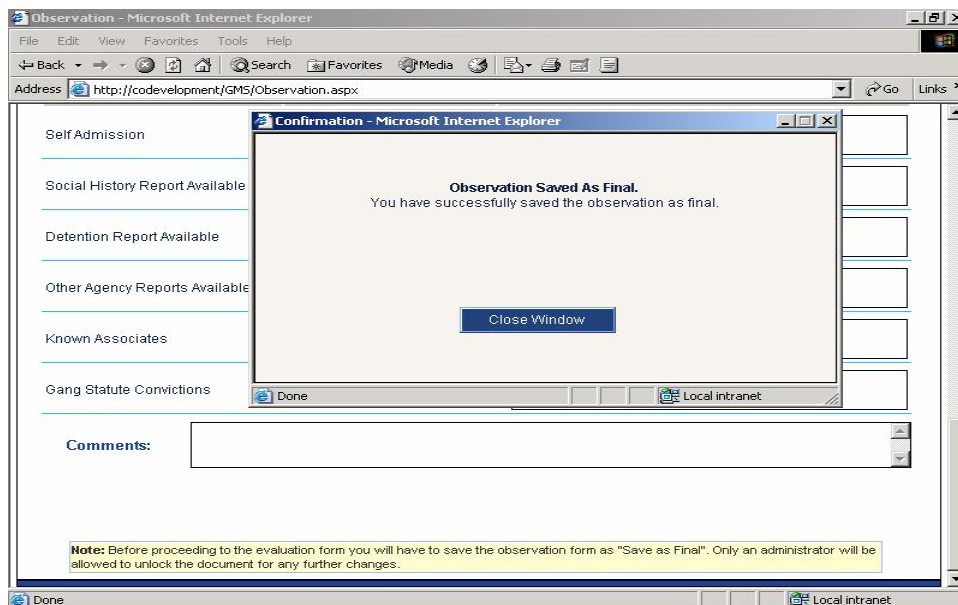 Observation - Microsoft Internet Explorer
File Edit View Favorites Tools Help
Back Search Favorites Media
Address http://codevelopment/GMS/Observation.aspx Go Links
Confirmation - Microsoft Internet Explorer
Self Admission
Social History Report Available
Observation Saved As Final.
You have successfully saved the observation as final.
Detention Report Available
Other Agency Reports Available
Close Window
Known Associates
Gang Statute Convictions
Done Local intranet
Comments:
Note: Before proceeding to the evaluation form you will have to save the observation form as "Save as Final". Only an administrator will be
allowed to unlock the document for any further changes.
Done Local intranet